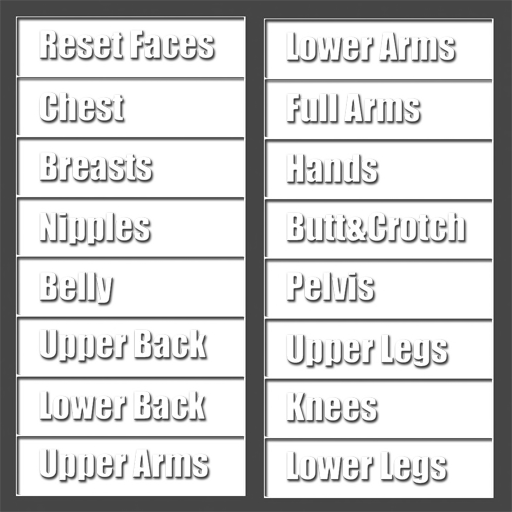 Reset Faces
Chest
Breasts
Nipples
Belly
Upper Back
Lower Back
Upper Arms
Lower Arms
Full Arms
Hands
Butt&Crotch
Pelvis
Upper Legs
Knees
Lower Legs